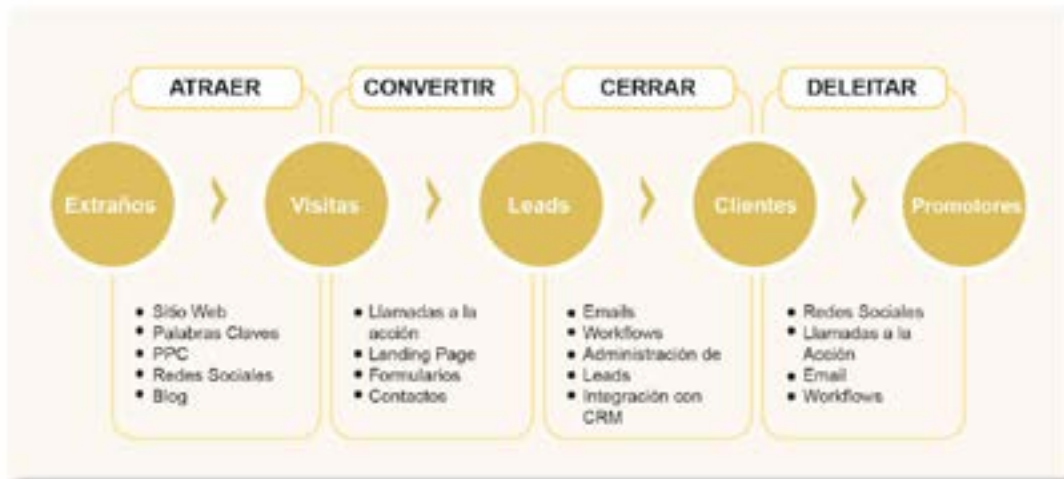 ATRAER
CONVERTIR
CERRAR
DELEITAR
Extraños
Visitas
Leads
Clientes
Promotores
• Sitio Web
• Palabras Claves
• PPC
• Redes Sociales
• Blog
• Llamadas a la
acción
• Landing Page
• Formularios
• Contactos
• Emails
• Workflows
• Administración de
• Leads
• Integración con
CRM
• Redes Sociales
• Llamadas a la
Acción
• Email
• Workflows